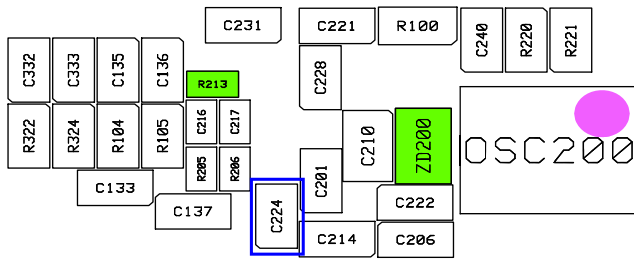 C231
C221
R100
C240
R220
R221
C332
C333
C135
C136
R213
C228
C216
C217
C210
ZD200
OSC200
R322
R324
R104
R105
R205
R206
C201
C133
C137
C224
C222
C214
C206